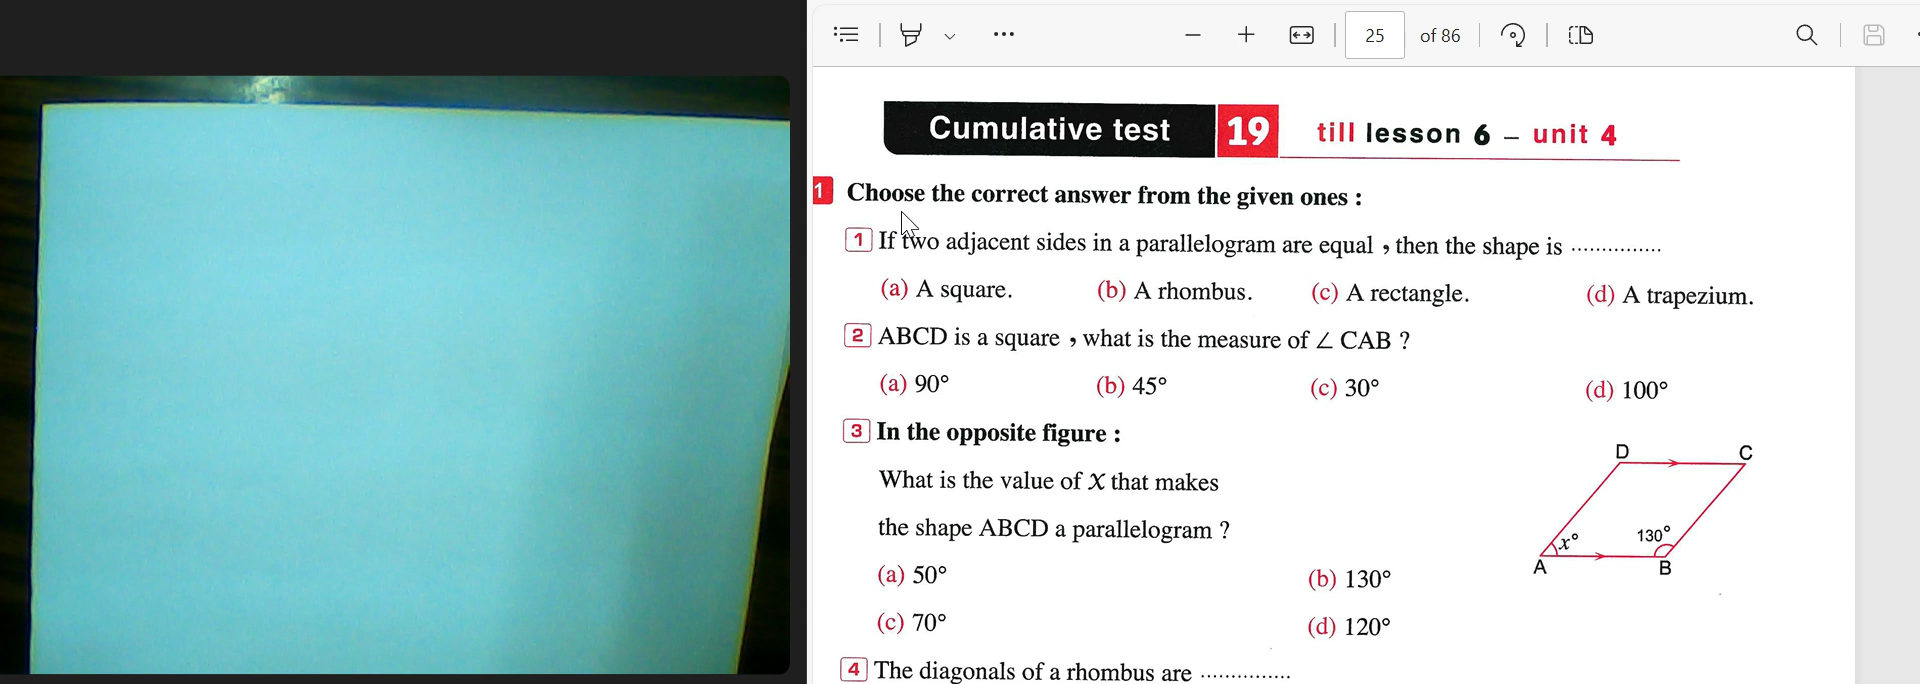 25 of 86
Cumulative test 19 till lesson 6 – unit 4
1 Choose the correct answer from the given ones :
1 If two adjacent sides in a parallelogram are equal , then the shape is ...............
(a) A square. (b) A rhombus. (c) A rectangle. (d) A trapezium.
2 ABCD is a square , what is the measure of ∠ CAB ?
(a) 90° (b) 45° (c) 30° (d) 100°
3 In the opposite figure :
What is the value of X that makes
the shape ABCD a parallelogram ?
(a) 50° (b) 130°
(c) 70° (d) 120°
D C
x° 130°
A B
4 The diagonals of a rhombus are ...............